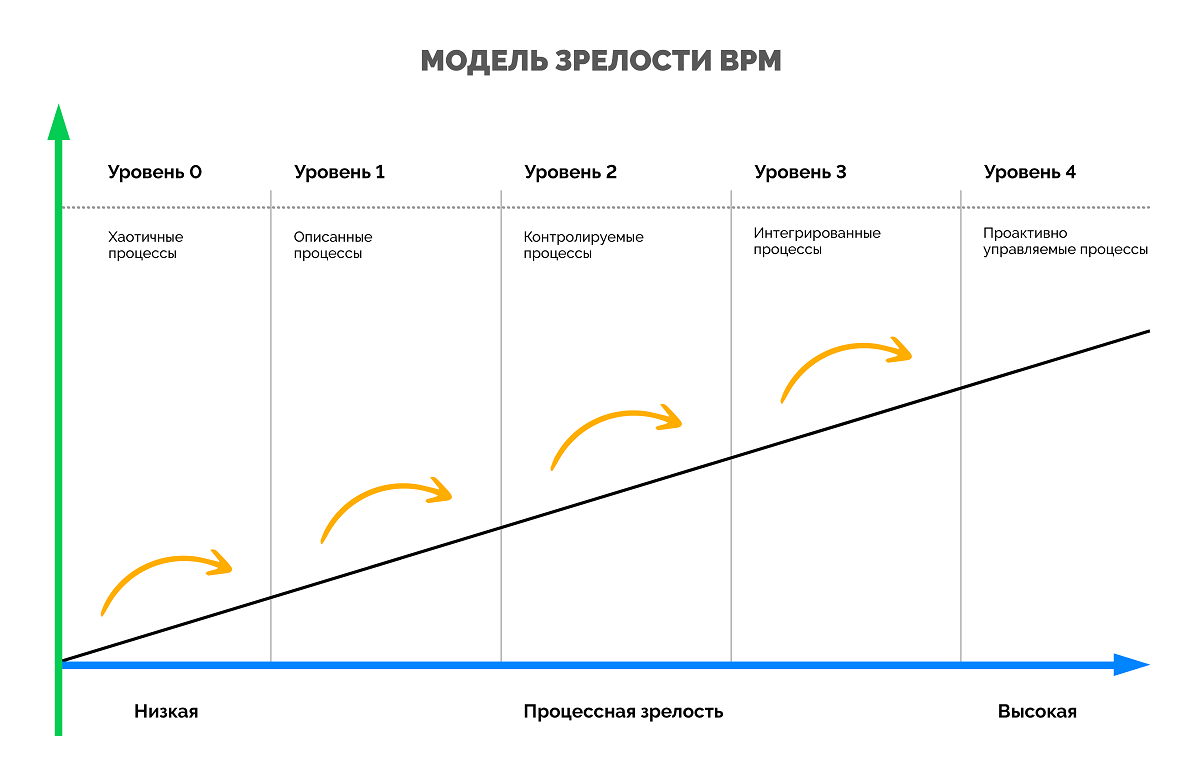 МОДЕЛЬ ЗРЕЛОСТИ BPM
Уровень 0
Уровень 1
Уровень 2
Уровень 3
Уровень 4
Хаотичные
процессы
Описанные
процессы
Контролируемые
процессы
Интегрированные
процессы
Проактивно
управляемые процессы
Низкая
Процессная зрелость
Высокая